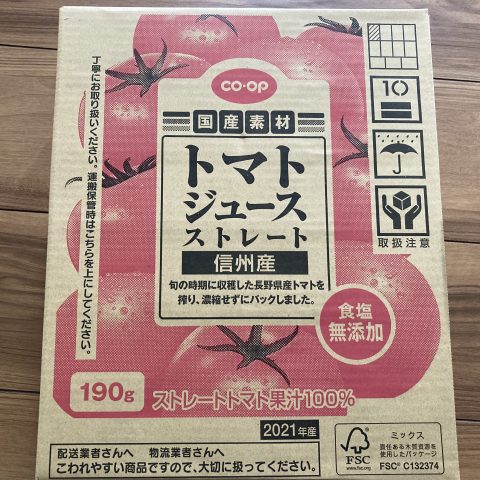 丁寧にお取り扱いください。運搬保管時はこちらを上にしてください。
CO·OP
国産素材
トマト
ジュース
ストレート
信州産
旬の時期に収穫した長野県産トマトを
搾り、濃縮せずにパックしました。
食塩
無添加
10
取扱注意
190g
ストレートトマト果汁100%
2021年産
配送業者さんへ 物流業者さんへ
こわれやすい商品ですので、大切に扱ってください。
FSC
www.fsc.org
ミックス
責任ある木質資源を
使用したパッケージ
FSC® C132374